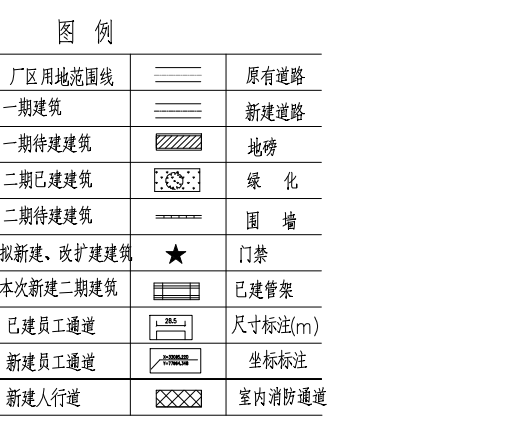 图 例
厂区用地范围线 原有道路
一期建筑 新建道路
一期待建建筑 地磅
二期已建建筑 绿 化
二期待建建筑 围 墙
拟新建、改扩建建筑 门禁
本次新建二期建筑 已建管架
已建员工通道 28.5 尺寸标注(m)
新建员工通道 坐标标注
新建人行道 室内消防通道